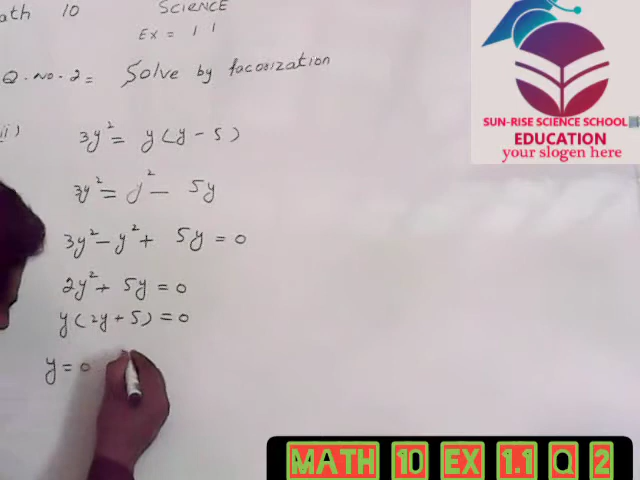 Math 10 SCIENCE
EX = 1 1
Q.No.2= Solve by facorization
ii) 3y² = y(y-5)
3y² = y² - 5y
3y² - y² + 5y = 0
2y² + 5y = 0
y(2y+5) = 0
y = 0
SUN-RISE SCIENCE SCHOOL
EDUCATION
your slogen here
MATH 10 EX 1.1 Q 2